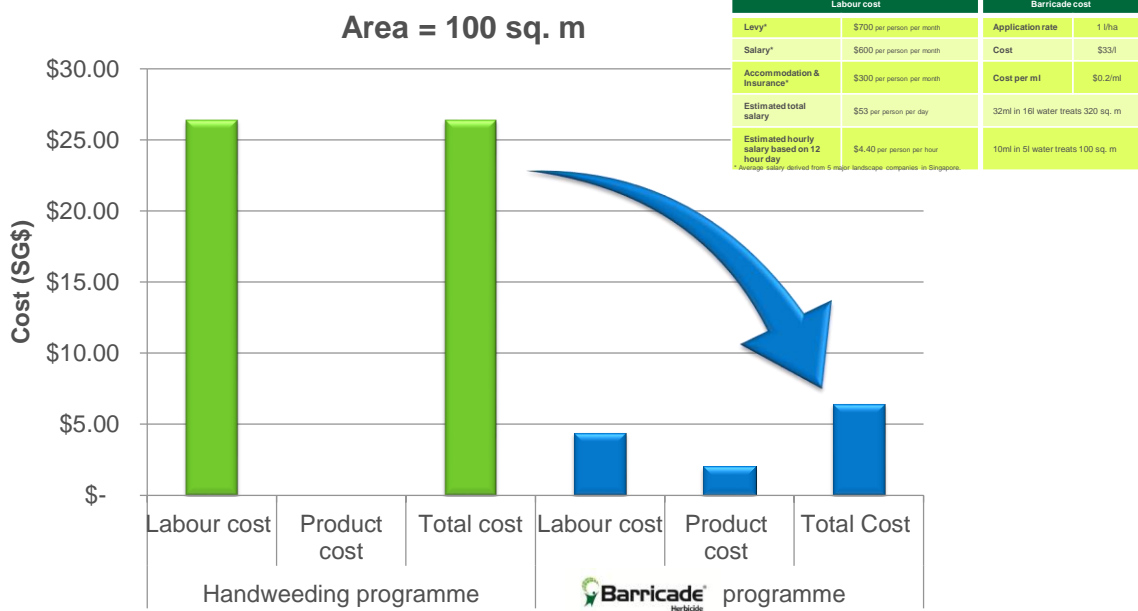 Area = 100 sq. m
Labour cost
Barricade cost
Levy* $700 per person per month
Application rate 1 l/ha
Salary* $600 per person per month
Cost $33/l
Accommodation &
Insurance* $300 per person per month
Cost per ml $0.2/ml
Estimated total
salary $53 per person per day
32ml in 16l water treats 320 sq. m
Estimated hourly
salary based on 12
hour day $4.40 per person per hour
10ml in 5l water treats 100 sq. m
* Average salary derived from 5 major landscape companies in Singapore.
Cost (SG$)
$30.00
$25.00
$20.00
$15.00
$10.00
$5.00
$-
Labour cost
Product
cost
Total cost
Labour cost
Product
cost
Total Cost
Handweeding programme
Barricade® programme
Herbicide